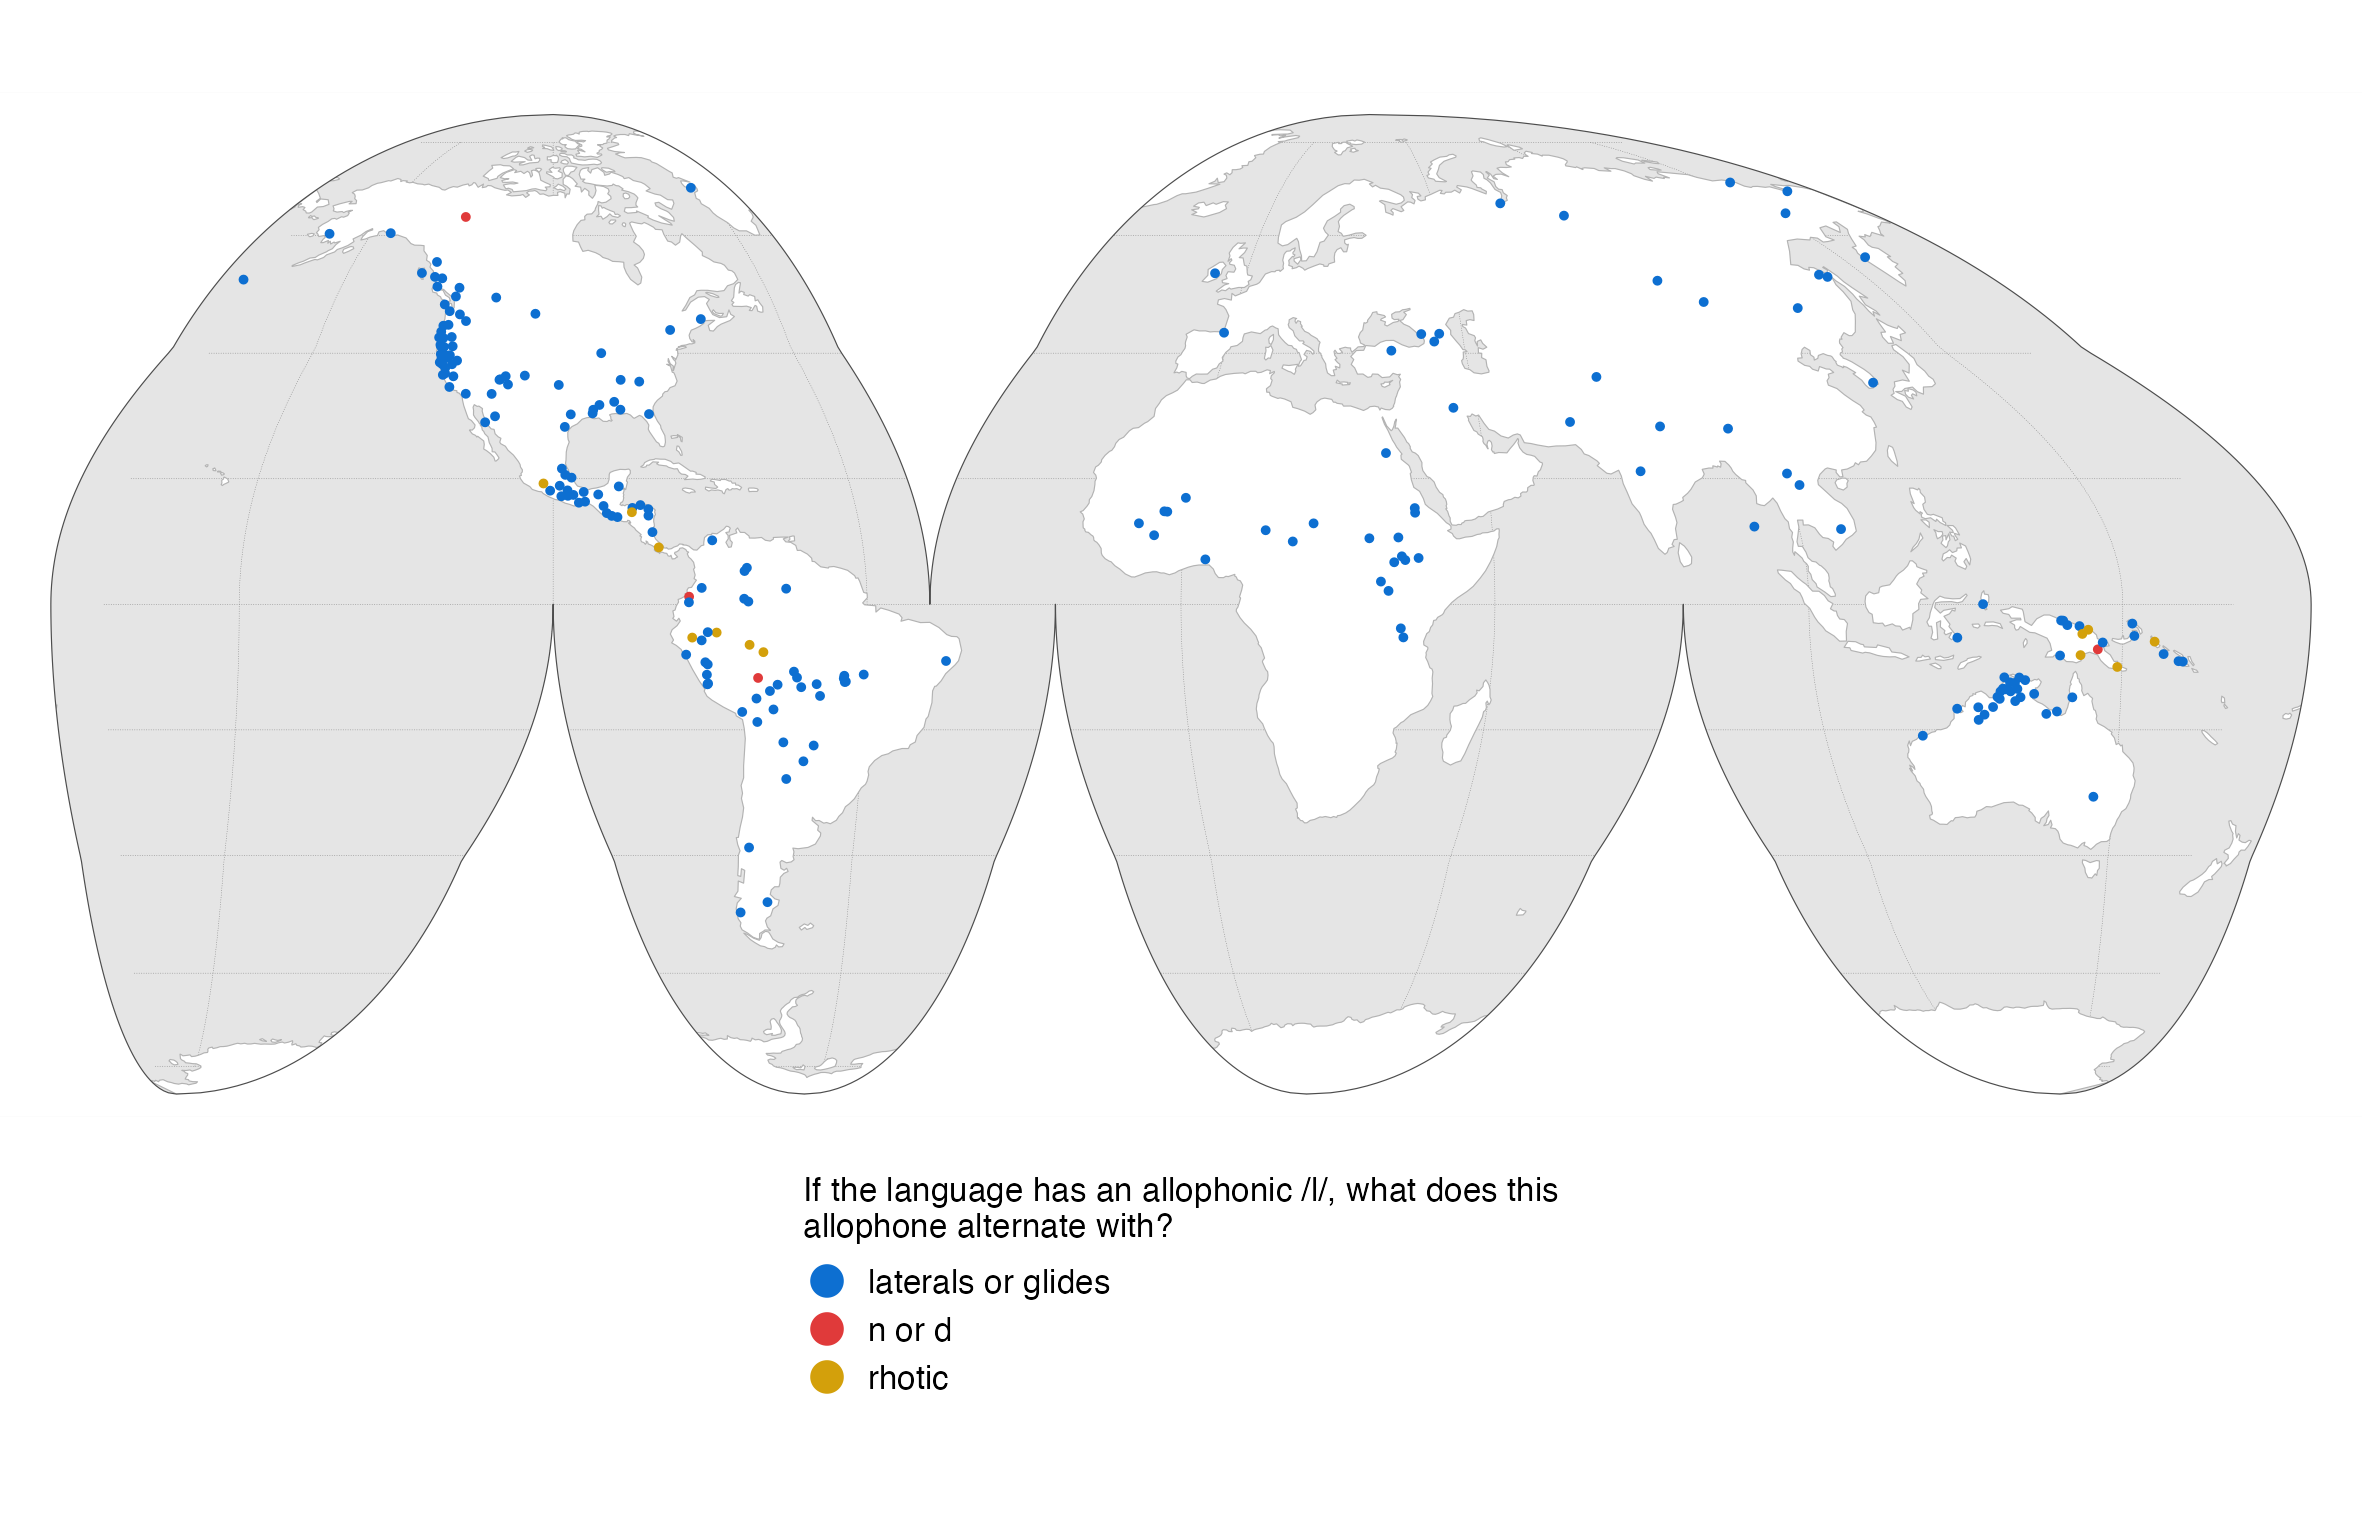 If the language has an allophonic /l/, what does this
allophone alternate with?
laterals or glides
n or d
rhotic